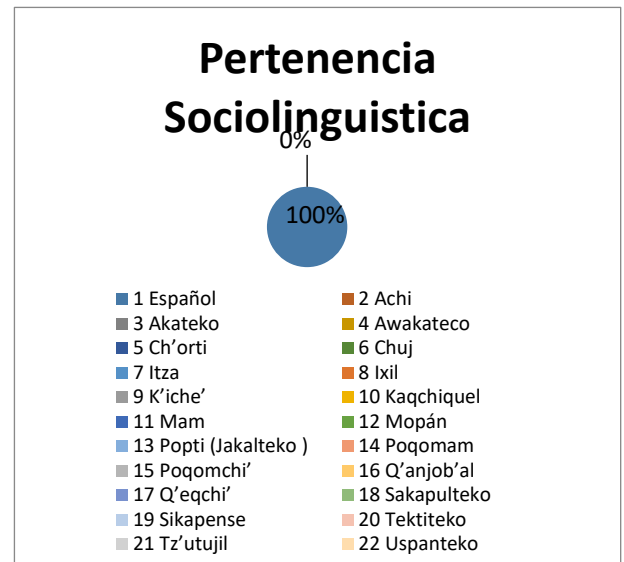 Pertenencia
Sociolinguistica
0%
100%
1 Español
2 Achi
3 Akateko
4 Awakateco
5 Ch’orti
6 Chuj
7 Itza
8 Ixil
9 K’iche’
10 Kaqchiquel
11 Mam
12 Mopán
13 Popti (Jakalteko )
14 Poqomam
15 Poqomchi’
16 Q’anjob’al
17 Q’eqchi’
18 Sakapulteko
19 Sikapense
20 Tektiteko
21 Tz’utujil
22 Uspanteko